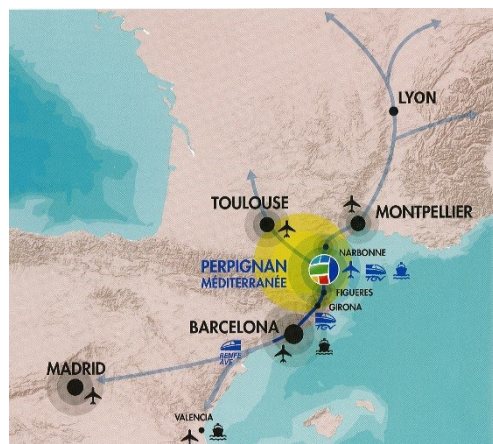 LYON
TOULOUSE
MONTPELLIER
NARBONNE
PERPIGNAN
MÉDITERRANÉE
TGV
FIGUERES
GIRONA
BARCELONA
TGV
RENFE
AVE
MADRID
VALENCIA